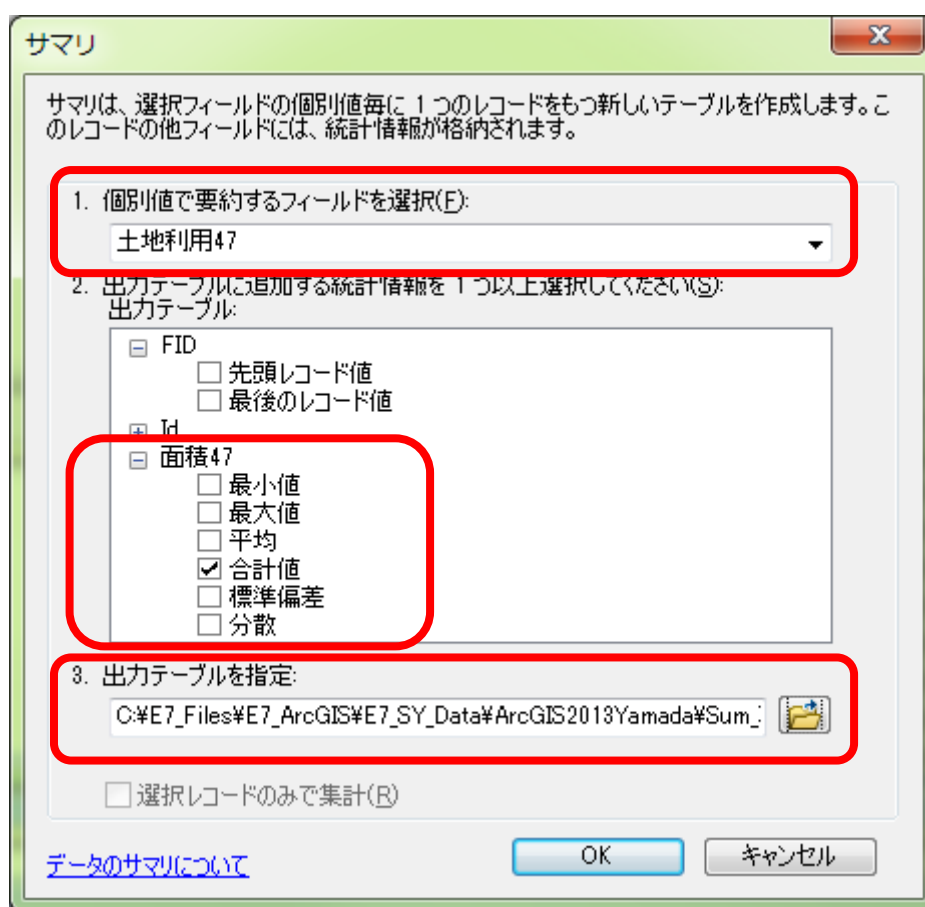 サマリ
サマリは、選択フィールドの個別値毎に 1 つのレコードをもつ新しいテーブルを作成します。こ
のレコードの他フィールドには、統計情報が格納されます。
1. 個別値で要約するフィールドを選択(F):
土地利用47
2. 出力テーブルに追加する統計情報を 1 つ以上選択してください(S):
出力テーブル:
FID
先頭レコード値
最後のレコード値
Id
面積47
最小値
最大値
平均
合計値
標準偏差
分散
3. 出力テーブルを指定:
C:¥E7_Files¥E7_ArcGIS¥E7_SY_Data¥ArcGIS2013Yamada¥Sum_
選択レコードのみで集計(R)
データのサマリについて
OK
キャンセル